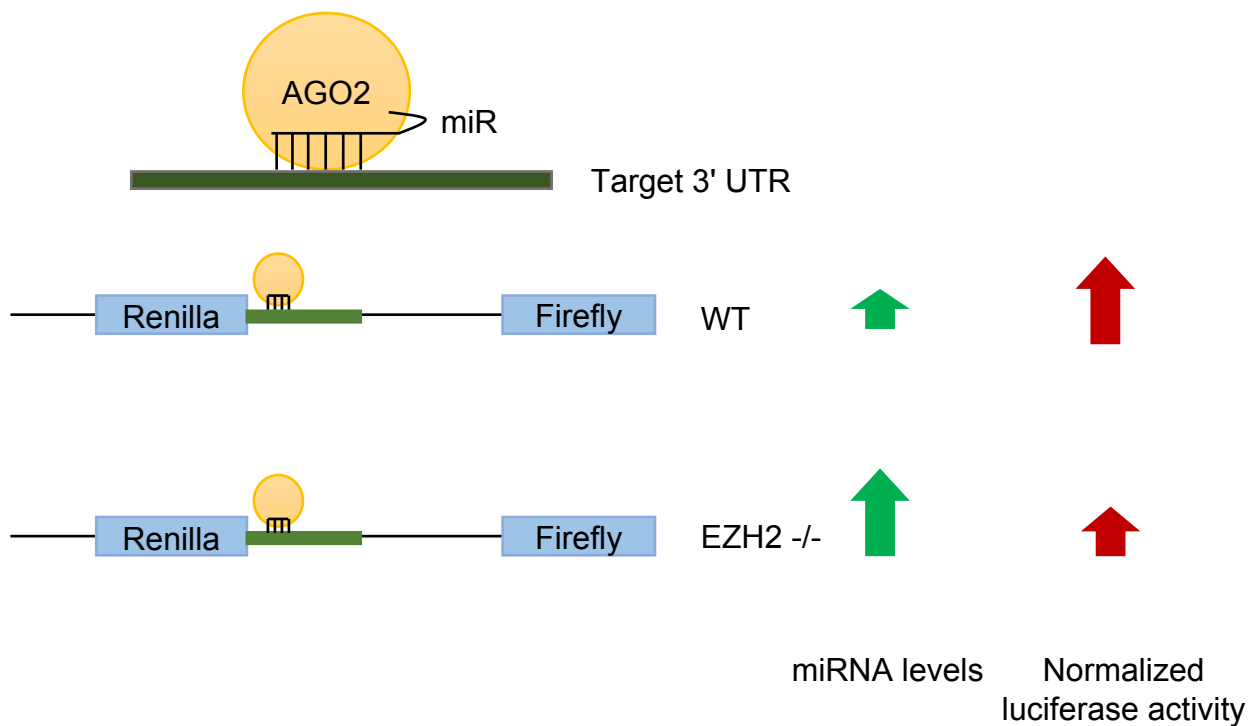 AGO2
miR
Target 3' UTR
Renilla
Firefly
WT
Renilla
Firefly
EZH2 -/-
miRNA levels
Normalized
luciferase activity